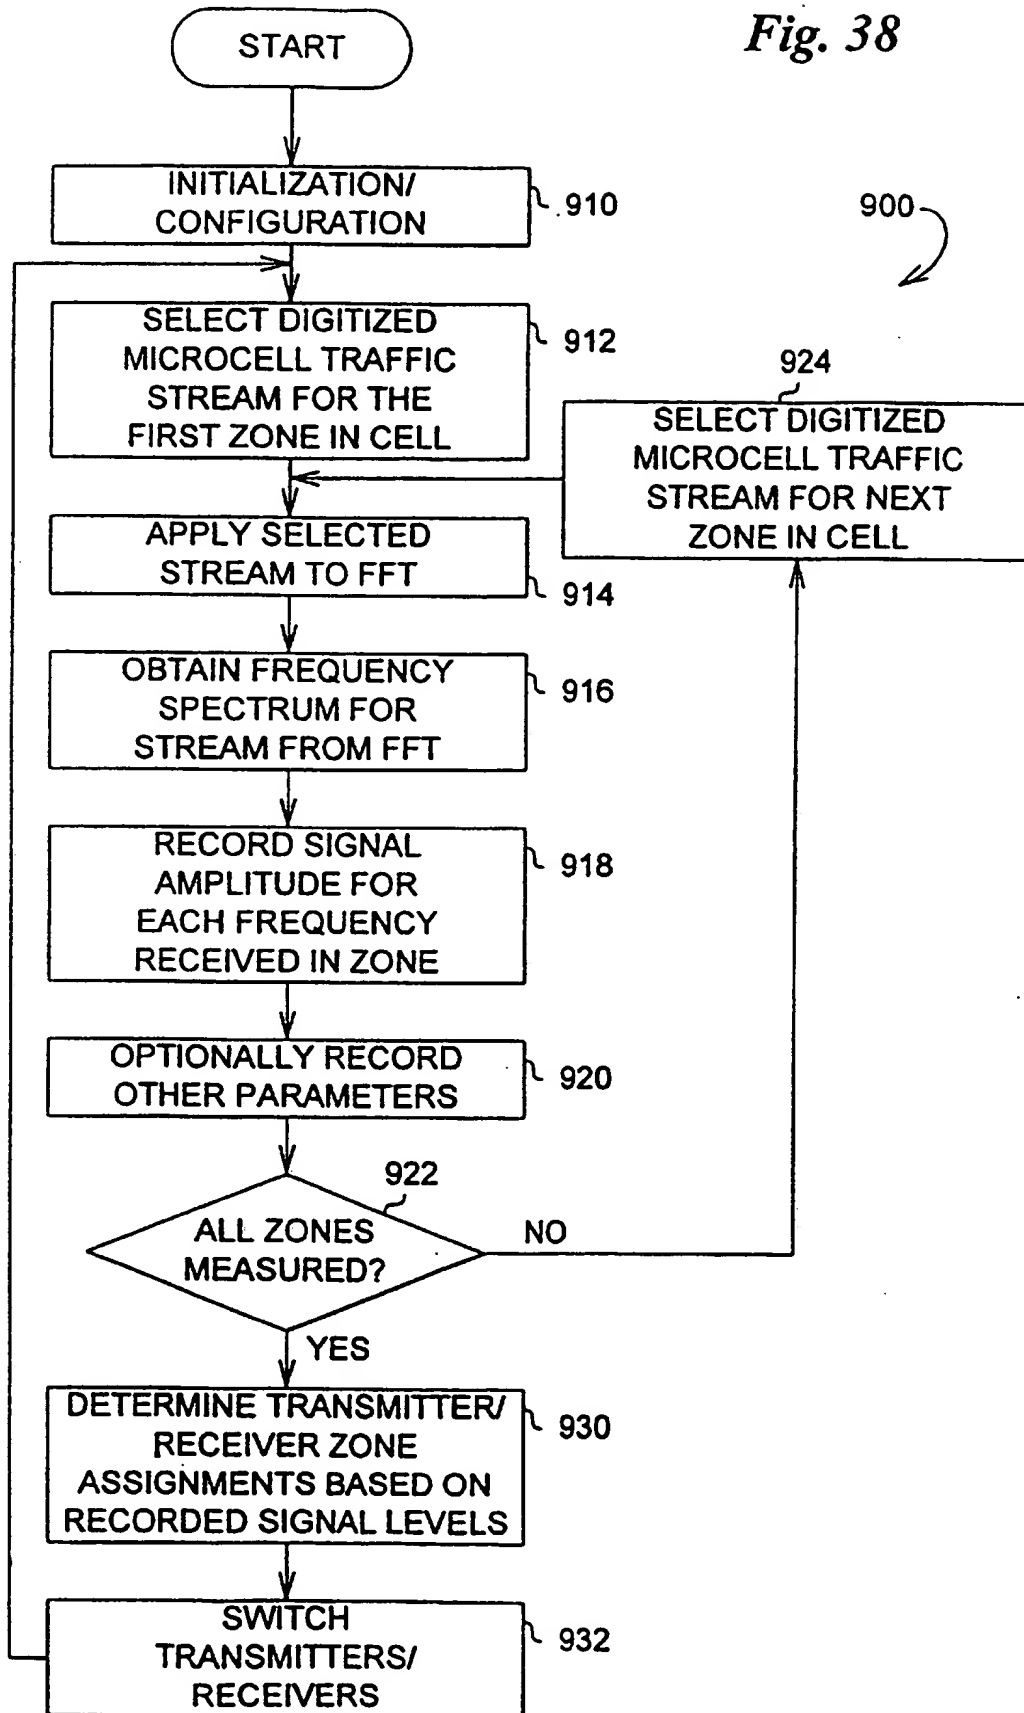 Fig. 38
START
INITIALIZATION/
CONFIGURATION
910
900
SELECT DIGITIZED
MICROCELL TRAFFIC
STREAM FOR THE
FIRST ZONE IN CELL
912
924
SELECT DIGITIZED
MICROCELL TRAFFIC
STREAM FOR NEXT
ZONE IN CELL
APPLY SELECTED
STREAM TO FFT
914
OBTAIN FREQUENCY
SPECTRUM FOR
STREAM FROM FFT
916
RECORD SIGNAL
AMPLITUDE FOR
EACH FREQUENCY
RECEIVED IN ZONE
918
OPTIONALLY RECORD
OTHER PARAMETERS
920
922
ALL ZONES
MEASURED?
NO
YES
DETERMINE TRANSMITTER/
RECEIVER ZONE
ASSIGNMENTS BASED ON
RECORDED SIGNAL LEVELS
930
SWITCH
TRANSMITTERS/
RECEIVERS
932